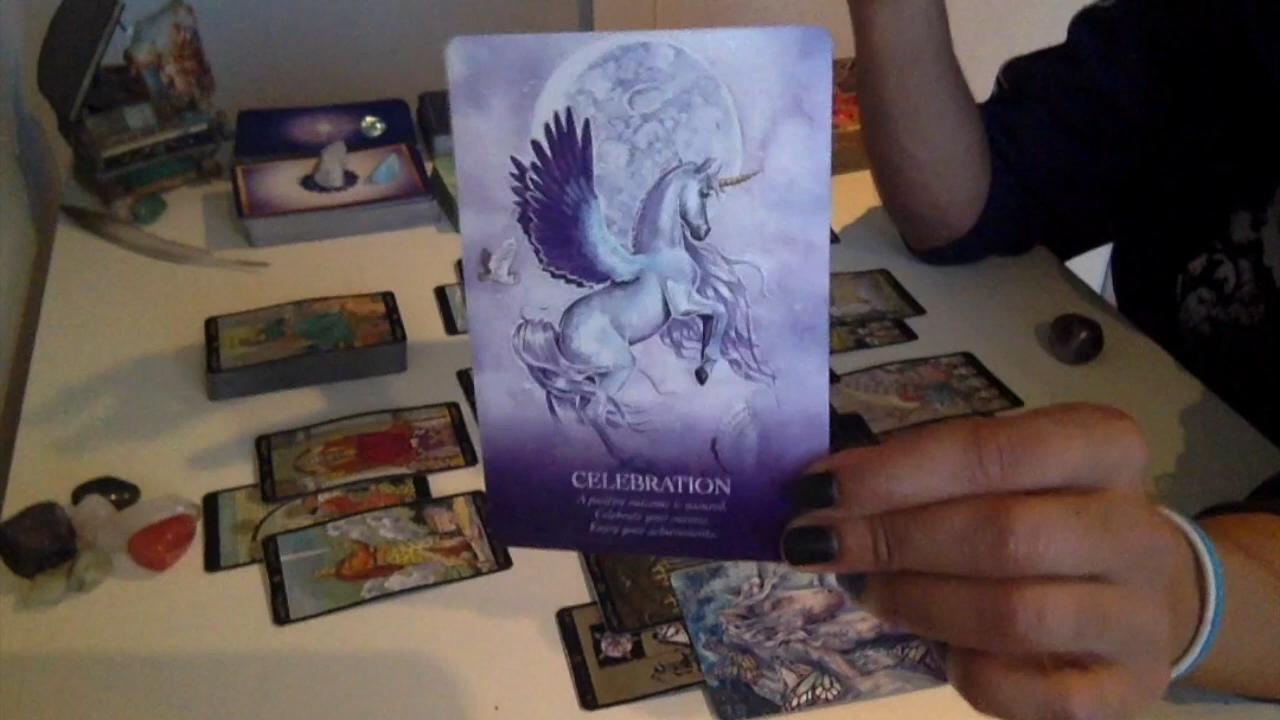 CELEBRATION
A positive outcome is assured.
Celebrate your success.
Enjoy your achievements.